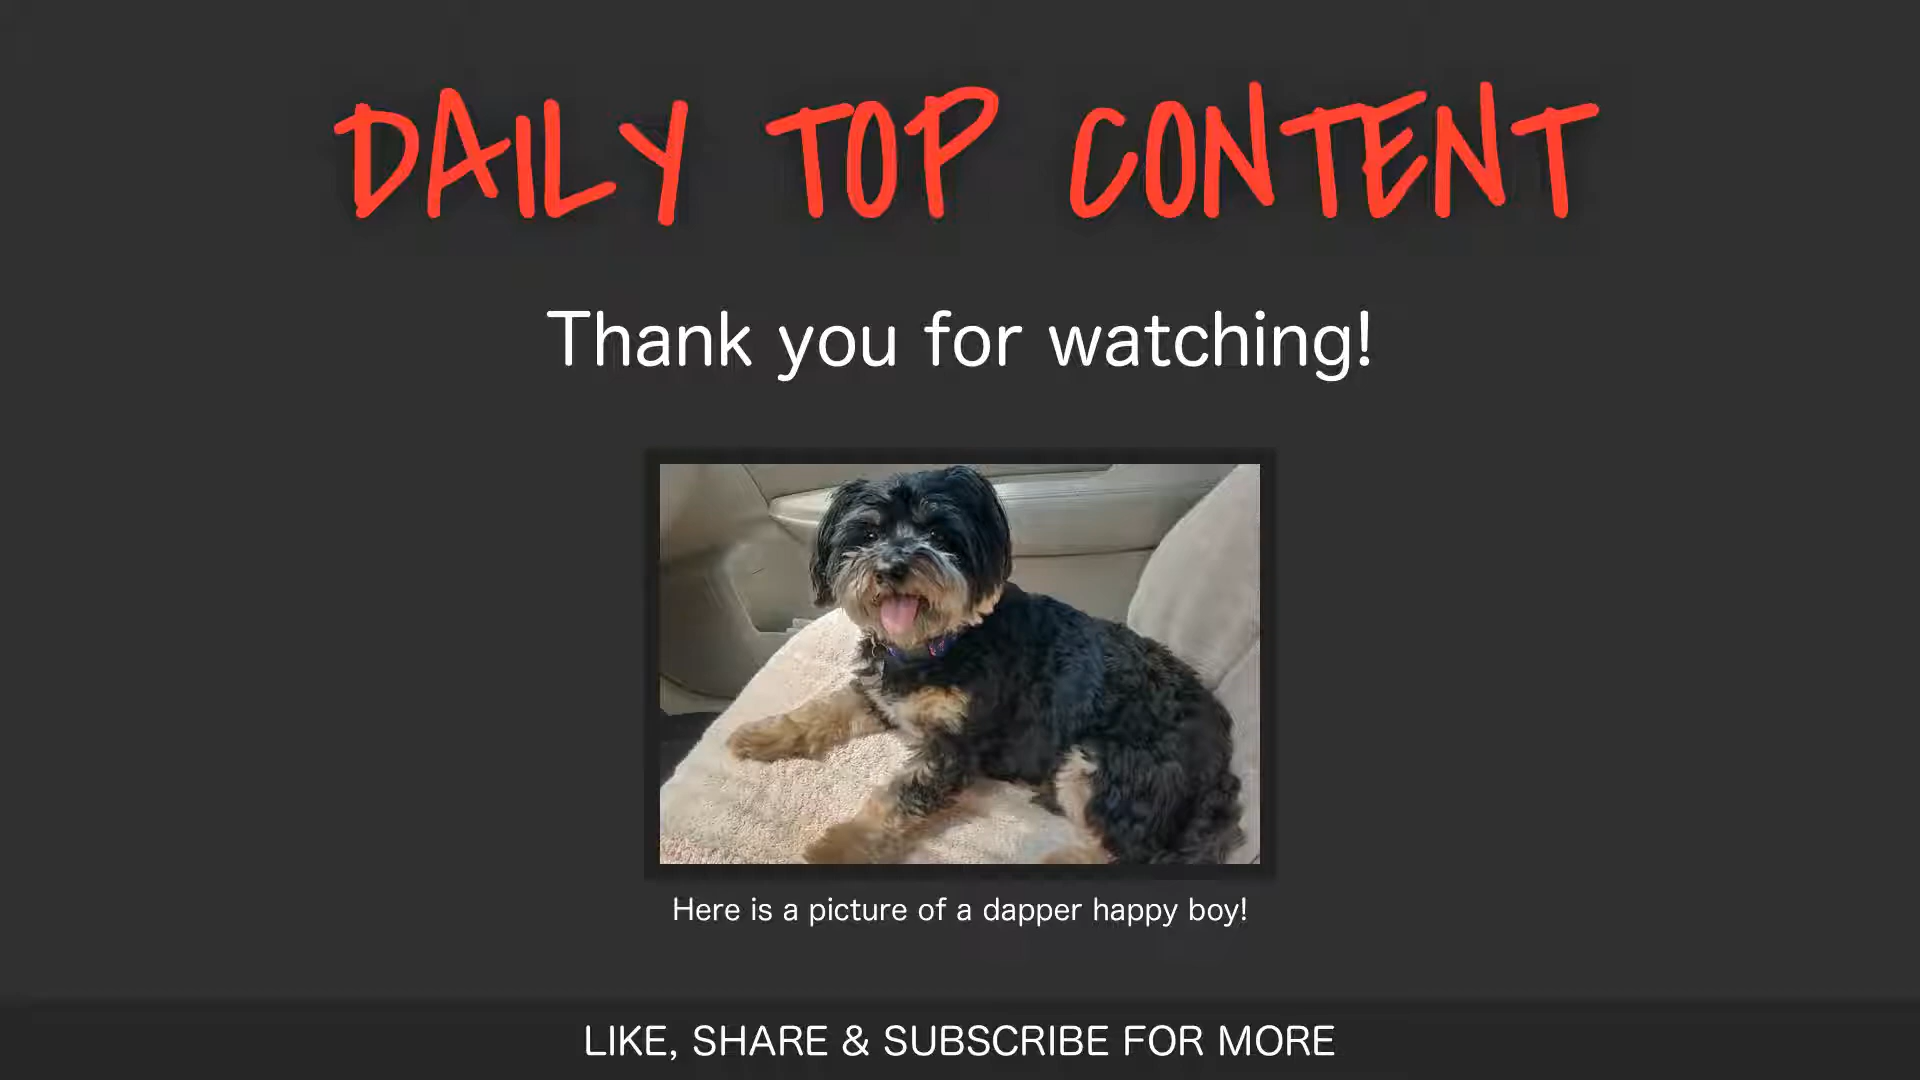 DAILY TOP CONTENT
Thank you for watching!
Here is a picture of a dapper happy boy!
LIKE, SHARE & SUBSCRIBE FOR MORE